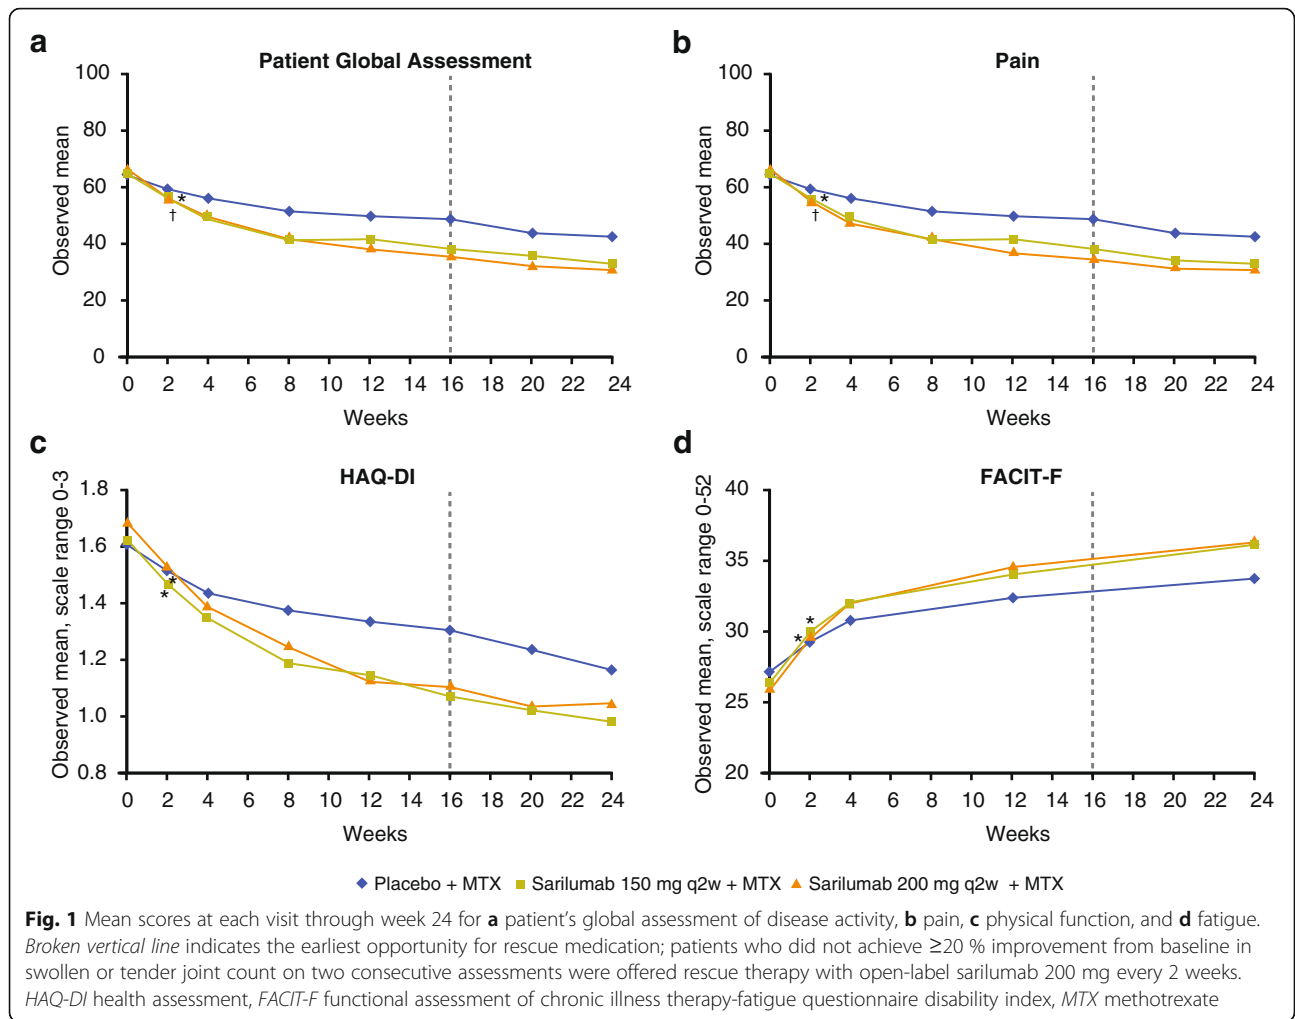 a
Patient Global Assessment
100
80
60
40
20
0
Observed mean
*
†
0 2 4 6 8 10 12 14 16 18 20 22 24
Weeks
b
Pain
100
80
60
40
20
0
Observed mean
*
†
0 2 4 6 8 10 12 14 16 18 20 22 24
Weeks
c
HAQ-DI
1.8
1.6
1.4
1.2
1.0
0.8
Observed mean, scale range 0-3
*
*
0 2 4 6 8 10 12 14 16 18 20 22 24
Weeks
d
FACIT-F
40
35
30
25
20
Observed mean, scale range 0-52
*
*
0 2 4 6 8 10 12 14 16 18 20 22 24
Weeks
Placebo + MTX Sarilumab 150 mg q2w + MTX Sarilumab 200 mg q2w + MTX
Fig. 1 Mean scores at each visit through week 24 for a patient's global assessment of disease activity, b pain, c physical function, and d fatigue.
Broken vertical line indicates the earliest opportunity for rescue medication; patients who did not achieve ≥20 % improvement from baseline in
swollen or tender joint count on two consecutive assessments were offered rescue therapy with open-label sarilumab 200 mg every 2 weeks.
HAQ-DI health assessment, FACIT-F functional assessment of chronic illness therapy-fatigue questionnaire disability index, MTX methotrexate